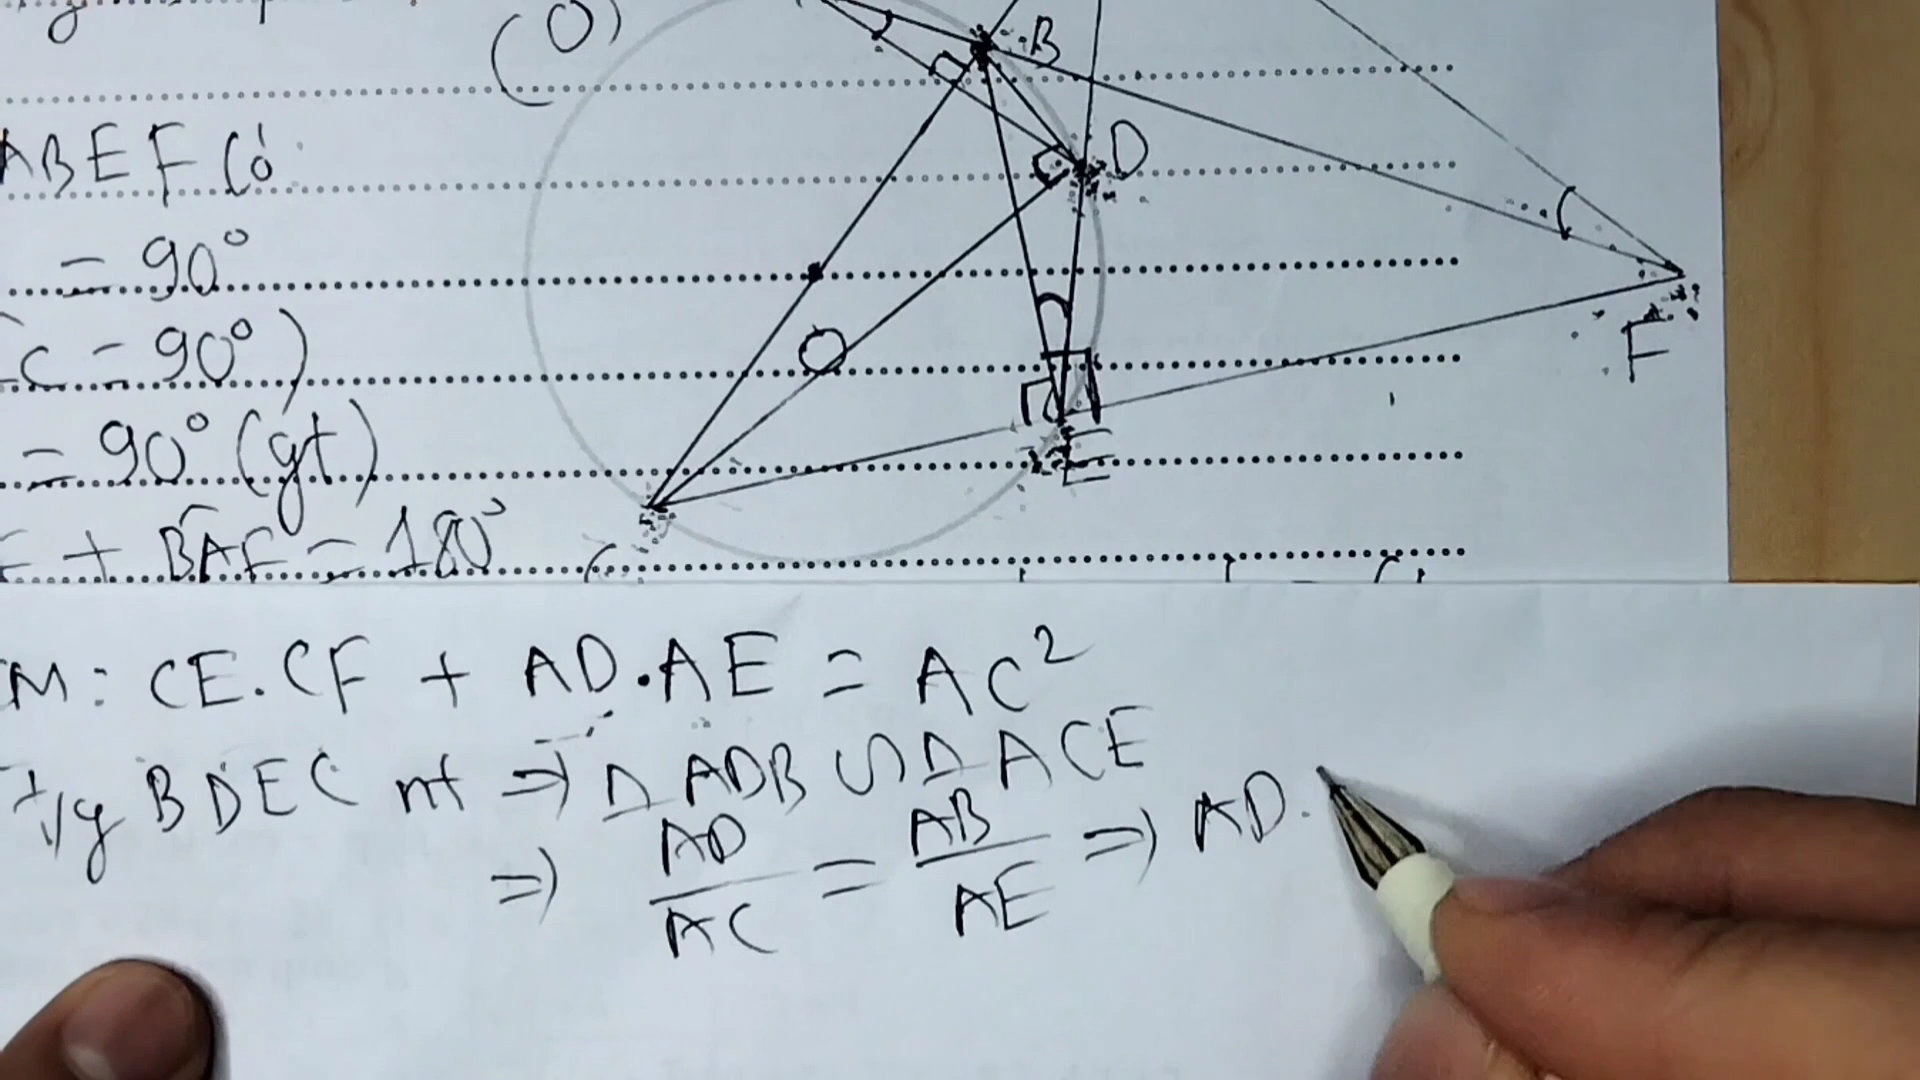 (O)
B
D
ABEF có
= 90°
C = 90°)
O
F
= 90° (gt)
E
+ BAF = 180°
CM: CE.CF + AD.AE = AC²
T/g BDEC nt => Δ ADB ∽ Δ ACE
=> AD/AC = AB/AE => AD.